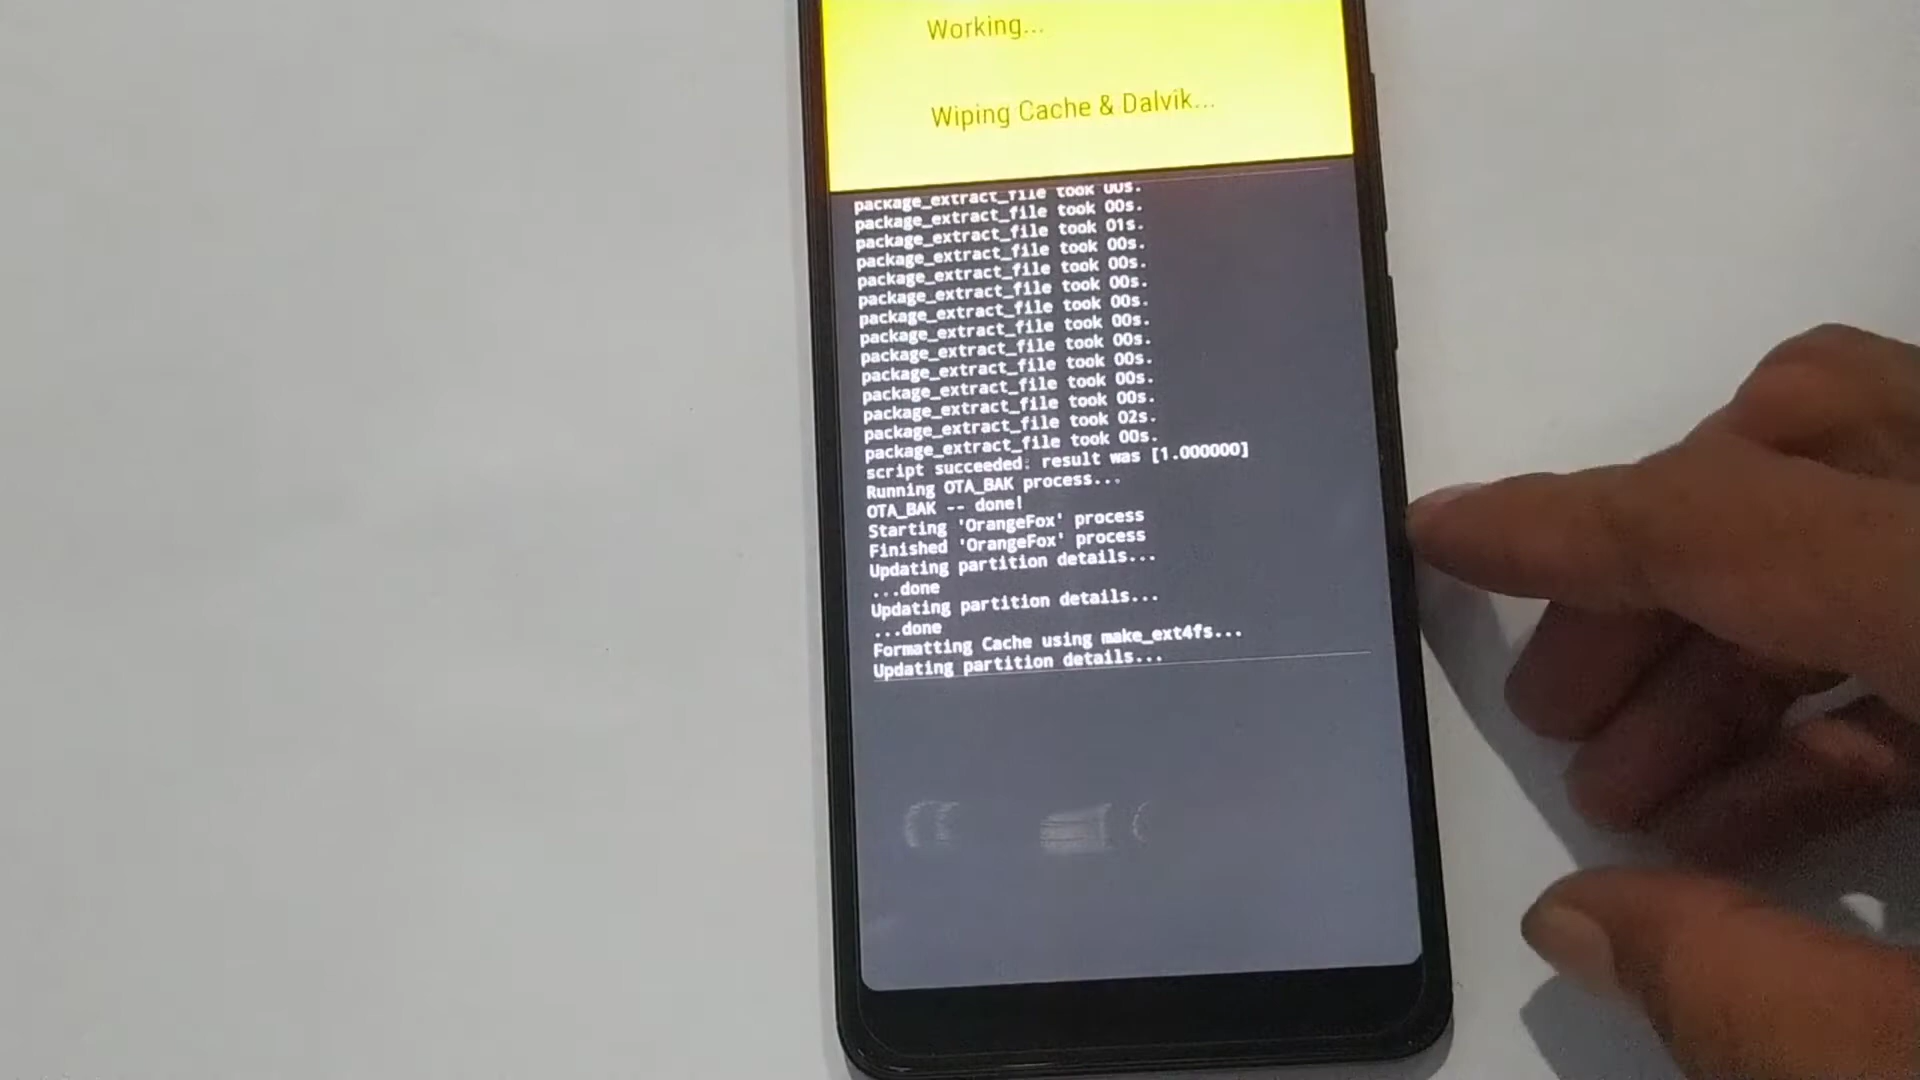 Working...
Wiping Cache & Dalvik...
package_extract_file took 00s.
package_extract_file took 00s.
package_extract_file took 01s.
package_extract_file took 00s.
package_extract_file took 00s.
package_extract_file took 00s.
package_extract_file took 00s.
package_extract_file took 00s.
package_extract_file took 00s.
package_extract_file took 00s.
package_extract_file took 00s.
package_extract_file took 00s.
package_extract_file took 02s.
package_extract_file took 00s.
script succeeded: result was [1.000000]
Running OTA_BAK process...
OTA_BAK -- done!
Starting 'OrangeFox' process
Finished 'OrangeFox' process
Updating partition details...
...done
Updating partition details...
...done
Formatting Cache using make_ext4fs...
Updating partition details...